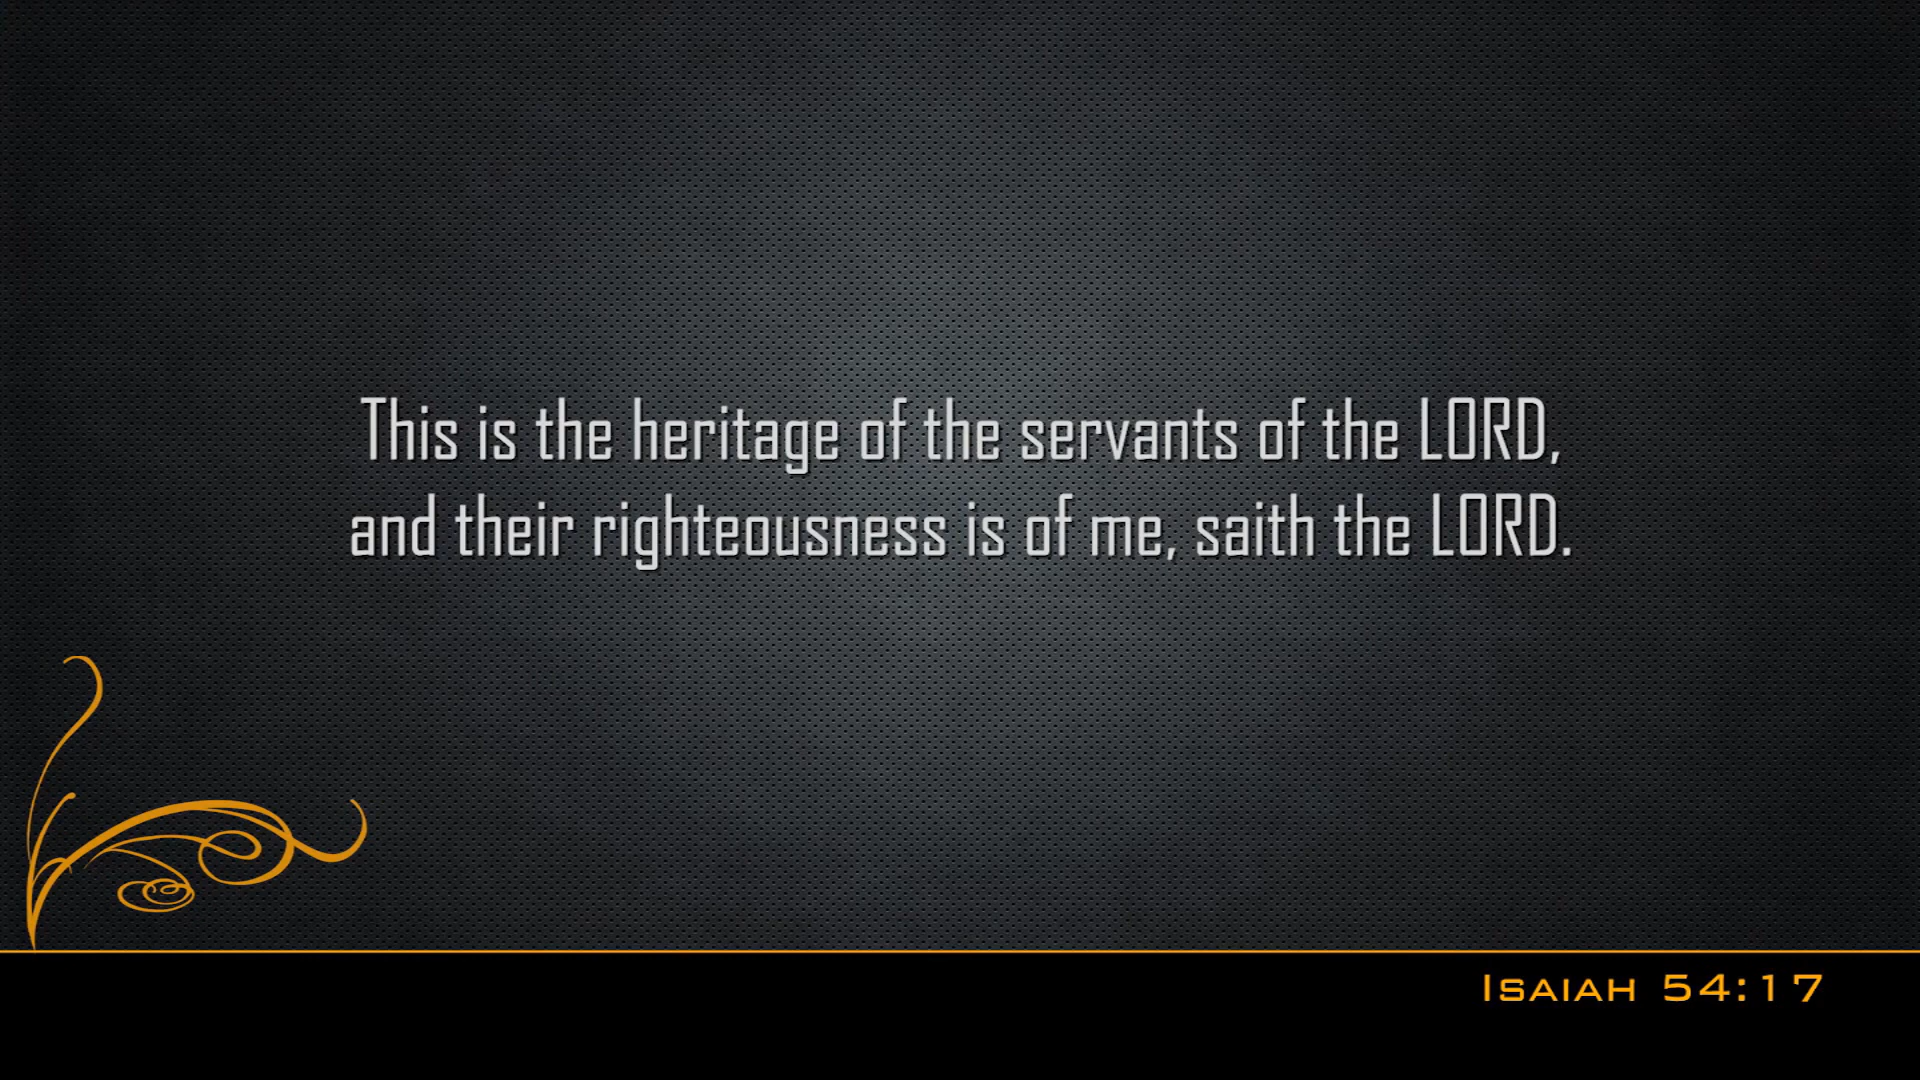 This is the heritage of the servants of the LORD,
and their righteousness is of me, saith the LORD.
Isaiah 54:17